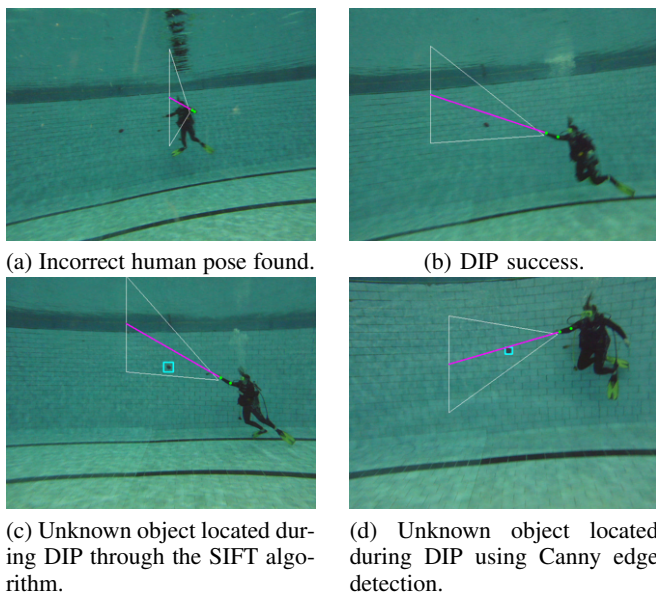 (a) Incorrect human pose found.
(b) DIP success.
(c) Unknown object located dur-
ing DIP through the SIFT algo-
rithm.
(d) Unknown object located
during DIP using Canny edge
detection.